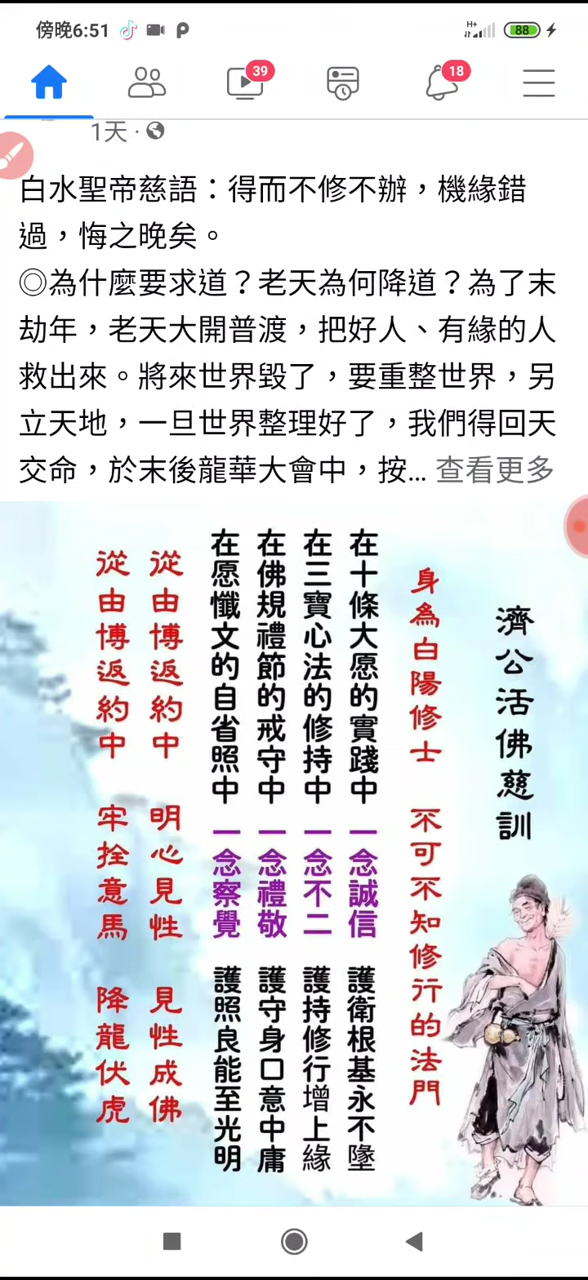 傍晚6:51
H+
88
39
18
1天 ·
白水聖帝慈語：得而不修不辦，機緣錯
過，悔之晚矣。
◎為什麼要求道？老天為何降道？為了末
劫年，老天大開普渡，把好人、有緣的人
救出來。將來世界毀了，要重整世界，另
立天地，一旦世界整理好了，我們得回天
交命，於末後龍華大會中，按... 查看更多
濟公活佛慈訓
身為白陽修士 不可不知修行的法門
在十條大愿的實踐中 一念誠信 護衛根基永不墜
在三寶心法的修持中 一念不二 護持修行增上緣
在佛規禮節的戒守中 一念禮敬 護守身口意中庸
在愿懺文的自省照中 一念察覺 護照良能至光明
從由博返約中 明心見性 見性成佛
從由博返約中 牢拴意馬 降龍伏虎